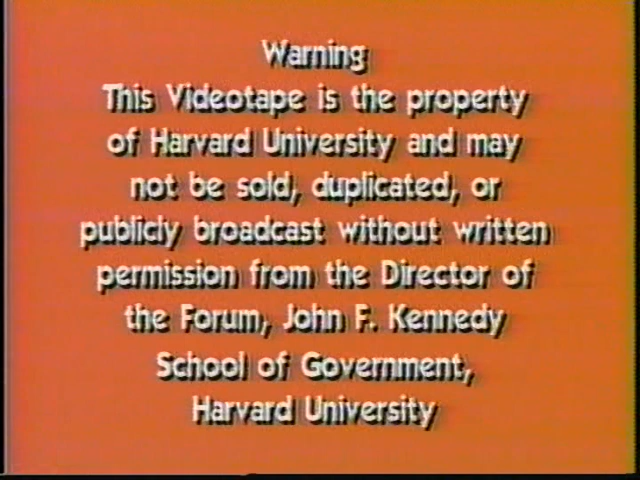 Warning
This Videotape is the property
of Harvard University and may
not be sold, duplicated, or
publicly broadcast without written
permission from the Director of
the Forum, John F. Kennedy
School of Government,
Harvard University